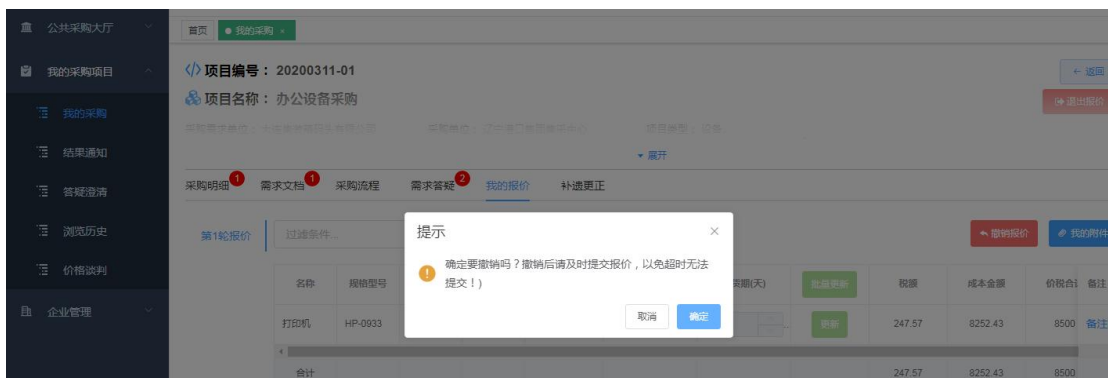 公共采购大厅
首页
我的采购 ×
我的采购项目
项目编号： 20200311-01
返回
项目名称： 办公设备采购
退出报价
我的采购
展开
结果通知
采购明细 1
需求文档 1
采购流程
需求答疑 2
我的报价
补遗更正
答疑澄清
提示
×
浏览历史
第1轮报价
过滤条件...
撤销报价
我的附件
确定要撤销吗？撤销后请及时提交报价，以免超时无法
提交！)
价格谈判
名称
规格型号
批量更新
税额
成本金额
价税合计
备注
企业管理
取消
确定
打印机
HP-0933
更新
247.57
8252.43
8500
备注
合计
247.57
8252.43
8500